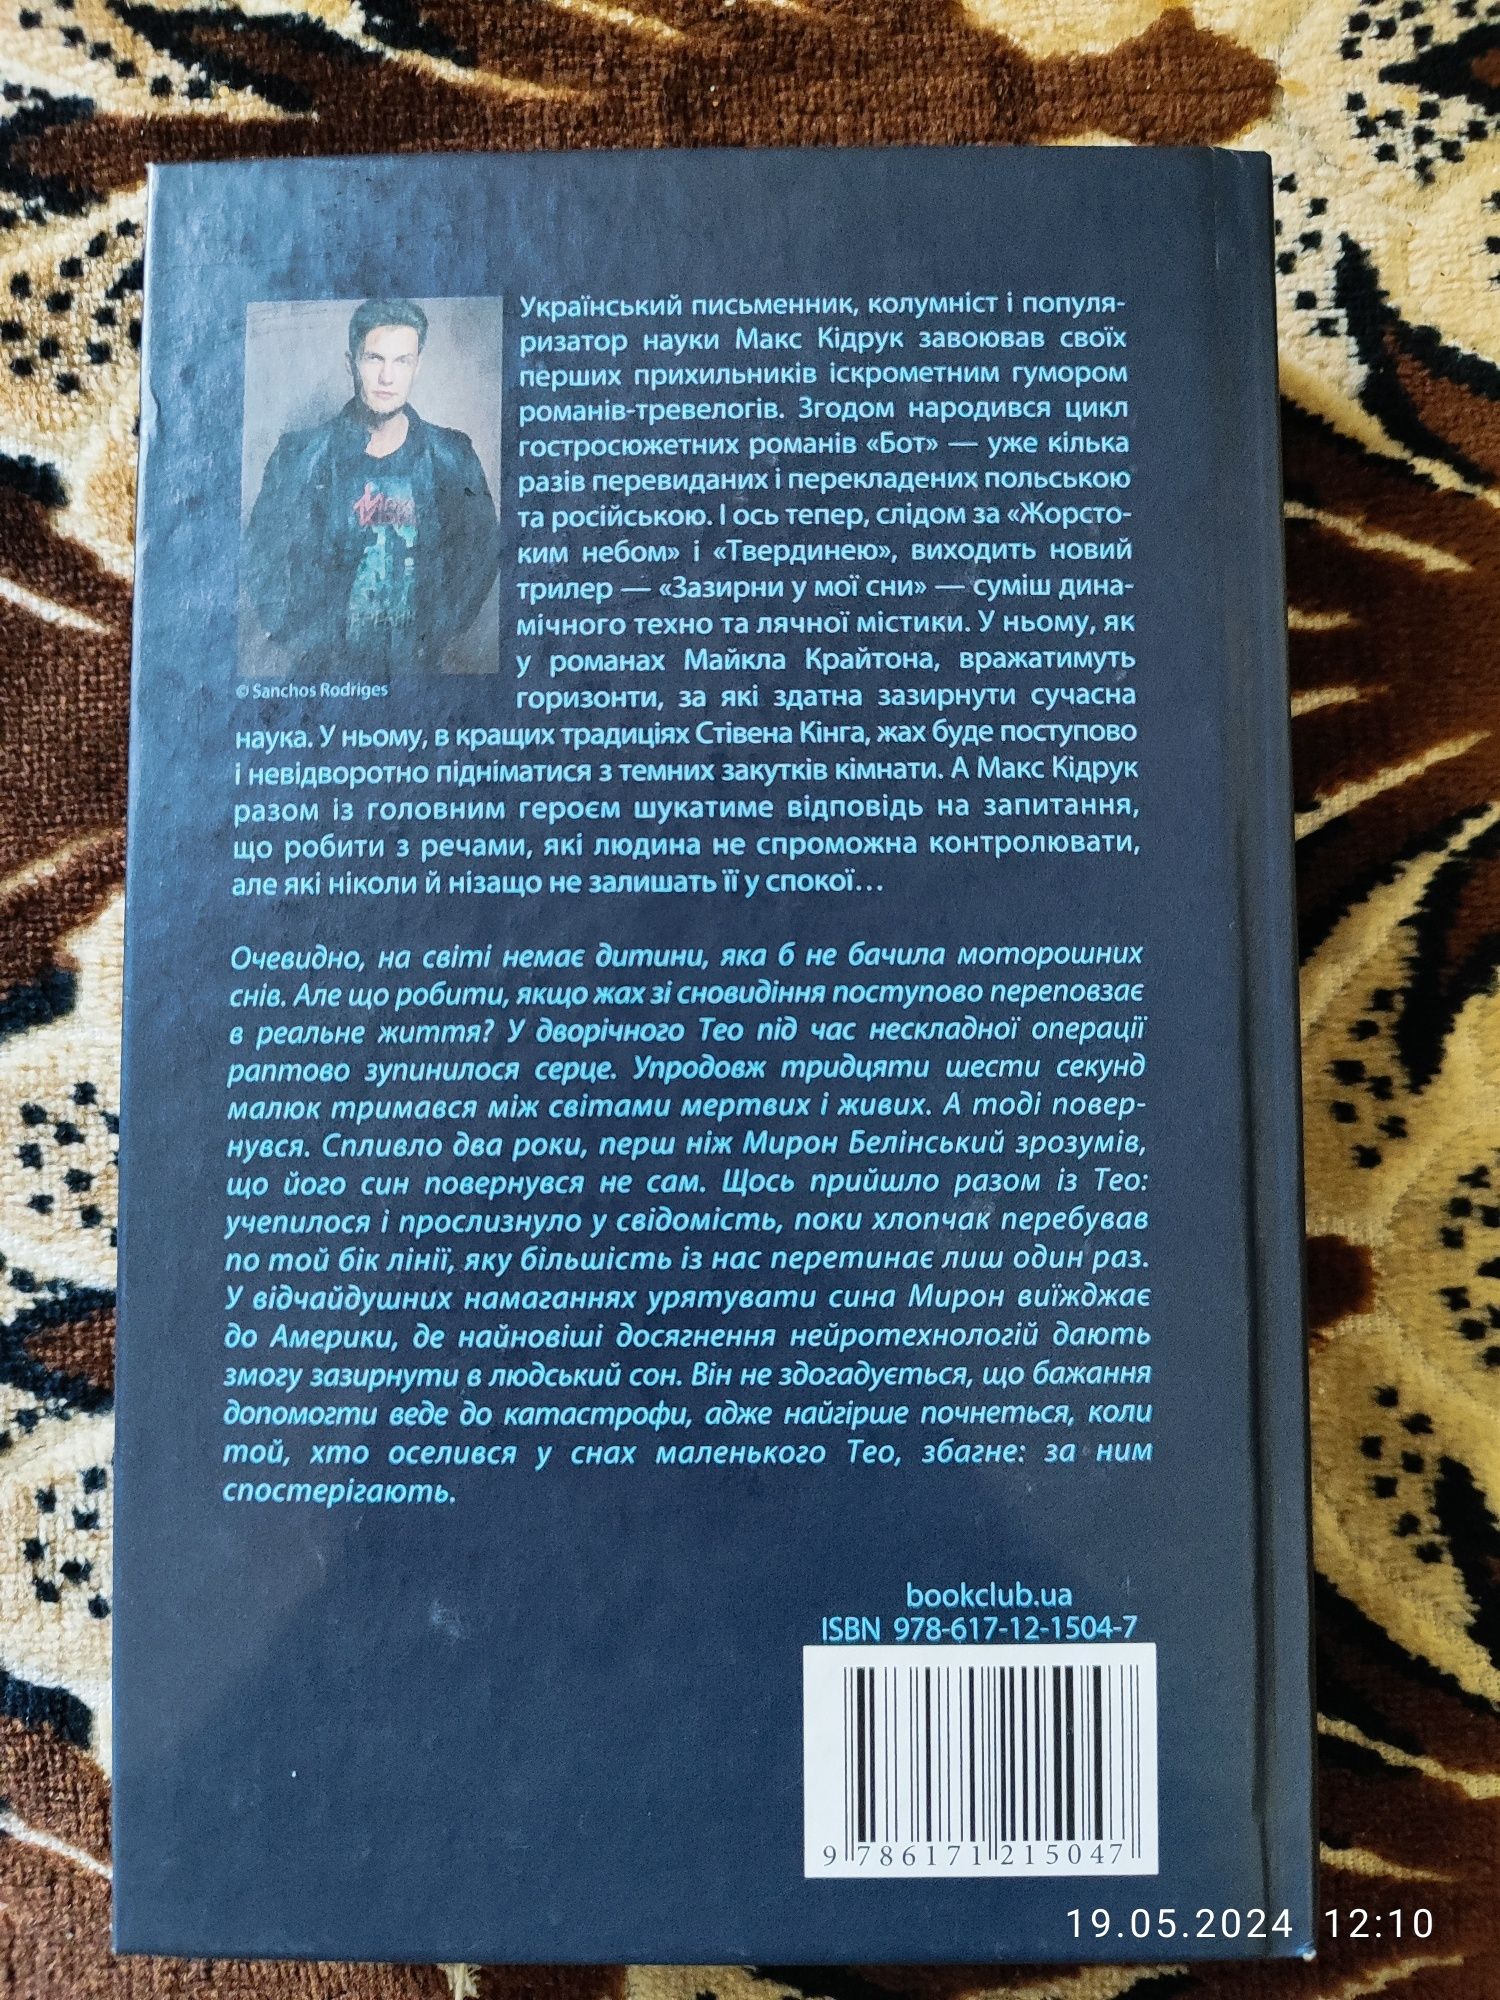 Український письменник, колумніст і популя-
ризатор науки Макс Кідрук завоював своїх
перших прихильників іскрометним гумором
романів-тревелогів. Згодом народився цикл
гостросюжетних романів «Бот» — уже кілька
разів перевиданих і перекладених польською
та російською. І ось тепер, слідом за «Жорсто-
ким небом» і «Твердинею», виходить новий
трилер — «Зазирни у мої сни» — суміш дина-
мічного техно та лячної містики. У ньому, як
у романах Майкла Крайтона, вражатимуть
горизонти, за які здатна зазирнути сучасна
© Sanchos Rodriges
наука. У ньому, в кращих традиціях Стівена Кінга, жах буде поступово
і невідворотно підніматися з темних закутків кімнати. А Макс Кідрук
разом із головним героєм шукатиме відповідь на запитання,
що робити з речами, які людина не спроможна контролювати,
але які ніколи й нізащо не залишать її у спокої...
Очевидно, на світі немає дитини, яка б не бачила моторошних
снів. Але що робити, якщо жах зі сновидіння поступово переповзає
в реальне життя? У дворічного Тео під час нескладної операції
раптово зупинилося серце. Упродовж тридцяти шести секунд
малюк тримався між світами мертвих і живих. А тоді повер-
нувся. Спливло два роки, перш ніж Мирон Белінський зрозумів,
що його син повернувся не сам. Щось прийшло разом із Тео:
учепилося і прослизнуло у свідомість, поки хлопчак перебував
по той бік лінії, яку більшість із нас перетинає лиш один раз.
У відчайдушних намаганнях урятувати сина Мирон виїжджає
до Америки, де найновіші досягнення нейротехнологій дають
змогу зазирнути в людський сон. Він не здогадується, що бажання
допомогти веде до катастрофи, адже найгірше почнеться, коли
той, хто оселився у снах маленького Тео, збагне: за ним
спостерігають.
bookclub.ua
ISBN 978-617-12-1504-7
9 786171 215047
19.05.2024 12:10